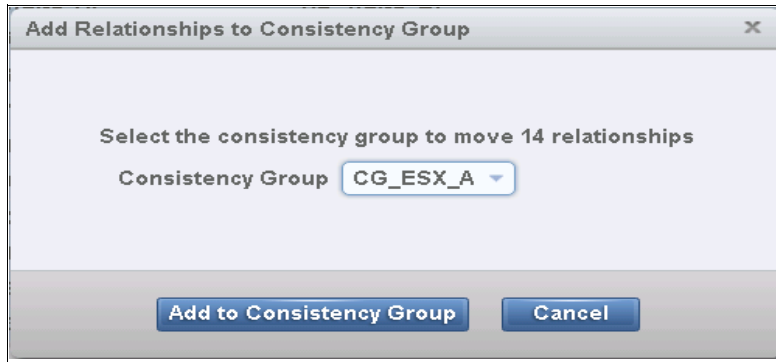 Add Relationships to Consistency Group
Select the consistency group to move 14 relationships
Consistency Group CG_ESX_A
Add to Consistency Group Cancel